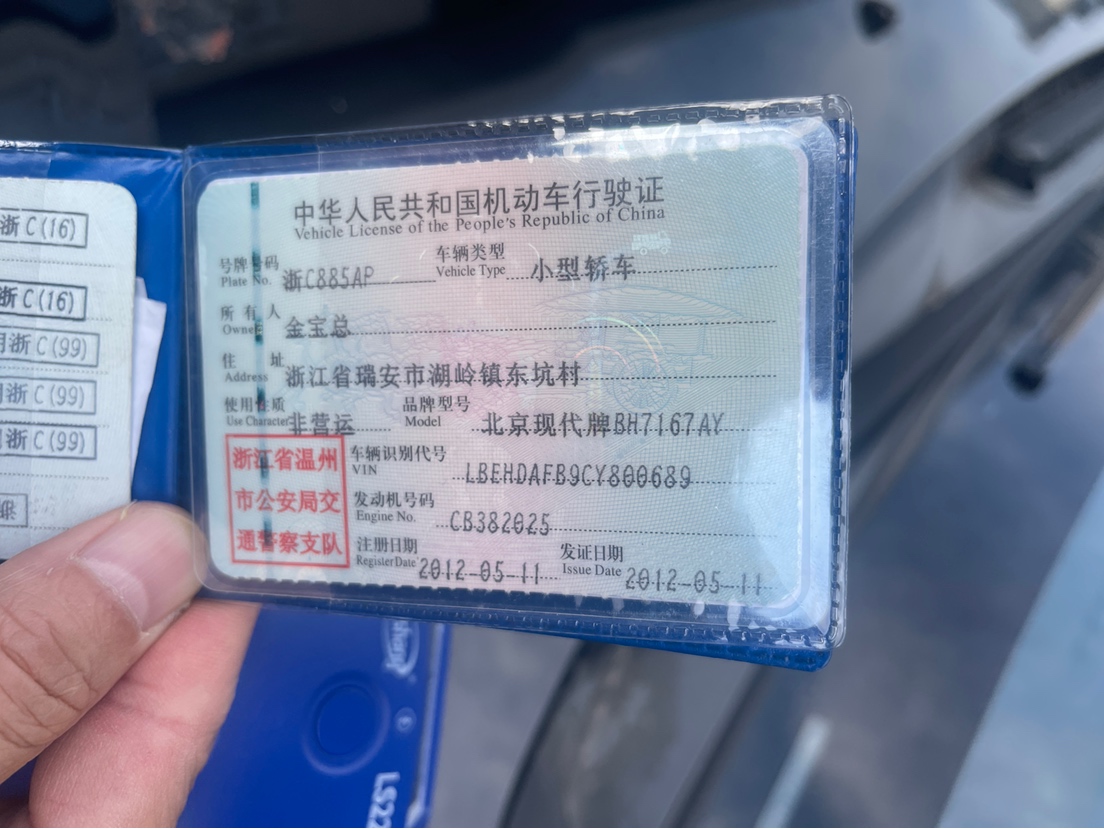 浙C(16)
浙C(16)
月浙C(99)
浙C(99)
浙C(99)
中华人民共和国机动车行驶证
Vehicle License of the People's Republic of China
号牌号码 浙C885AP 车辆类型 小型轿车
Plate No. Vehicle Type
所有人 金宝总
Owner
住址 浙江省瑞安市湖岭镇东坑村
Address
使用性质 非营运 品牌型号 北京现代牌BH7167AY
Use Character Model
浙江省温州
市公安局交
通警察支队
车辆识别代号 LBEHDAFB9CY800689
VIN
发动机号码 CB382025
Engine No.
注册日期 2012-05-11 发证日期 2012-05-11
Register Date Issue Date
LS22